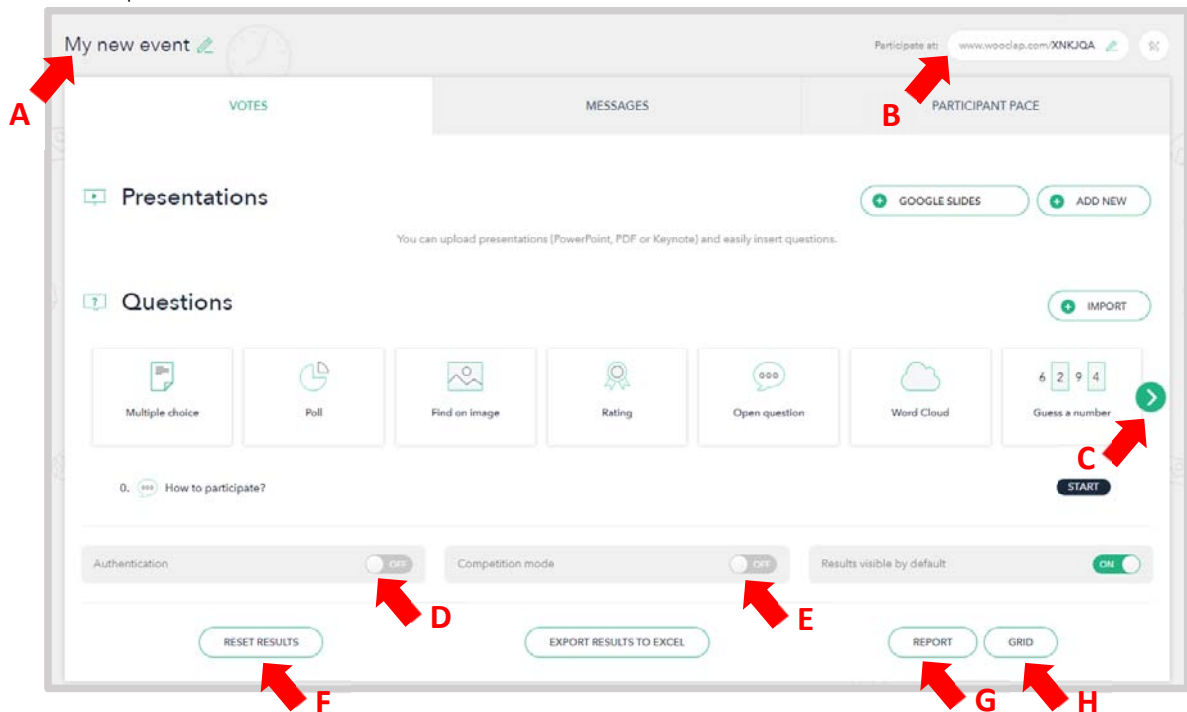 My new event
Participate at: www.wooclap.com/XNKJQA
A
B
VOTES MESSAGES PARTICIPANT PACE
Presentations
GOOGLE SLIDES ADD NEW
You can upload presentations (PowerPoint, PDF or Keynote) and easily insert questions.
Questions
IMPORT
6 2 9 4
Multiple choice Poll Find on image Rating Open question Word Cloud Guess a number
C
0. How to participate?
START
Authentication OFF Competition mode OFF Results visible by default ON
D
E
RESET RESULTS EXPORT RESULTS TO EXCEL REPORT GRID
F
G
H